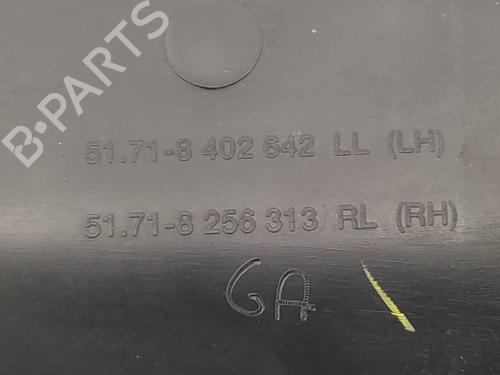 B-PARTS
51.71-8 402 642 LL (LH)
51.71-8 256 313 RL (RH)
GA